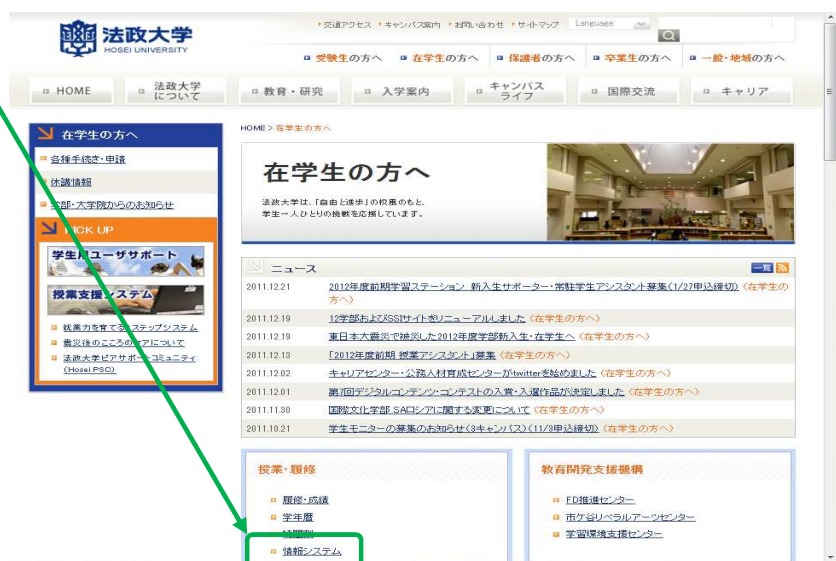 法政大学
HOSEI UNIVERSITY
交通アクセス キャンパス案内 お問い合わせ サイトマップ Language
受験生の方へ 在学生の方へ 保護者の方へ 卒業生の方へ 一般・地域の方へ
HOME
法政大学
について
教育・研究
入学案内
キャンパス
ライフ
国際交流
キャリア
在学生の方へ
各種手続き・申請
休講情報
学部・大学院からのお知らせ
PICK UP
学生用ユーザサポート
授業支援システム
就業力を育てる3ステップシステム
震災後のこころのケアについて
法政大学ピアサポートコミュニティ
(Hosei PSC)
HOME > 在学生の方へ
在学生の方へ
法政大学は、「自由と進歩」の校風のもと、
学生一人ひとりの挑戦を応援しています。
ニュース
一覧
2011.12.21 2012年度前期学習ステーション 新入生サポーター・常駐学生アシスタント募集(1/27申込締切) (在学生の
方へ)
2011.12.19 12学部およびSSIサイトをリニューアルしました (在学生の方へ)
2011.12.19 東日本大震災で被災した2012年度学部新入生・在学生へ (在学生の方へ)
2011.12.13 「2012年度前期 授業アシスタント」募集 (在学生の方へ)
2011.12.02 キャリアセンター・公務人材育成センターがtwitterを始めました (在学生の方へ)
2011.12.01 第7回デジタルコンテンツ・コンテストの入賞・入選作品が決定しました (在学生の方へ)
2011.11.30 国際文化学部 SAロシアに関する変更について (在学生の方へ)
2011.10.21 学生モニターの募集のお知らせ(3キャンパス)(11/3申込締切) (在学生の方へ)
授業・履修
履修・成績
学年暦
時間割
情報システム
教育開発支援機構
FD推進センター
市ケ谷リベラルアーツセンター
学習環境支援センター